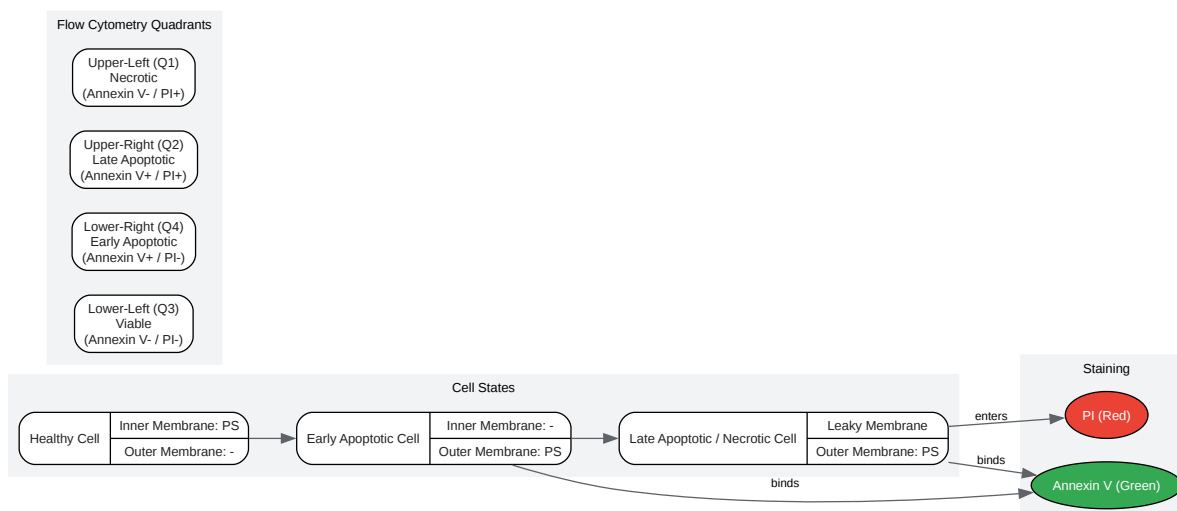 Flow Cytometry Quadrants
Upper-Left (Q1)
Necrotic
(Annexin V- / PI+)
Upper-Right (Q2)
Late Apoptotic
(Annexin V+ / PI+)
Lower-Right (Q4)
Early Apoptotic
(Annexin V+ / PI-)
Lower-Left (Q3)
Viable
(Annexin V- / PI-)
Cell States
Healthy Cell
Inner Membrane: PS
Outer Membrane: -
Early Apoptotic Cell
Inner Membrane: -
Outer Membrane: PS
Late Apoptotic / Necrotic Cell
Leaky Membrane
Outer Membrane: PS
enters
binds
binds
Staining
PI (Red)
Annexin V (Green)